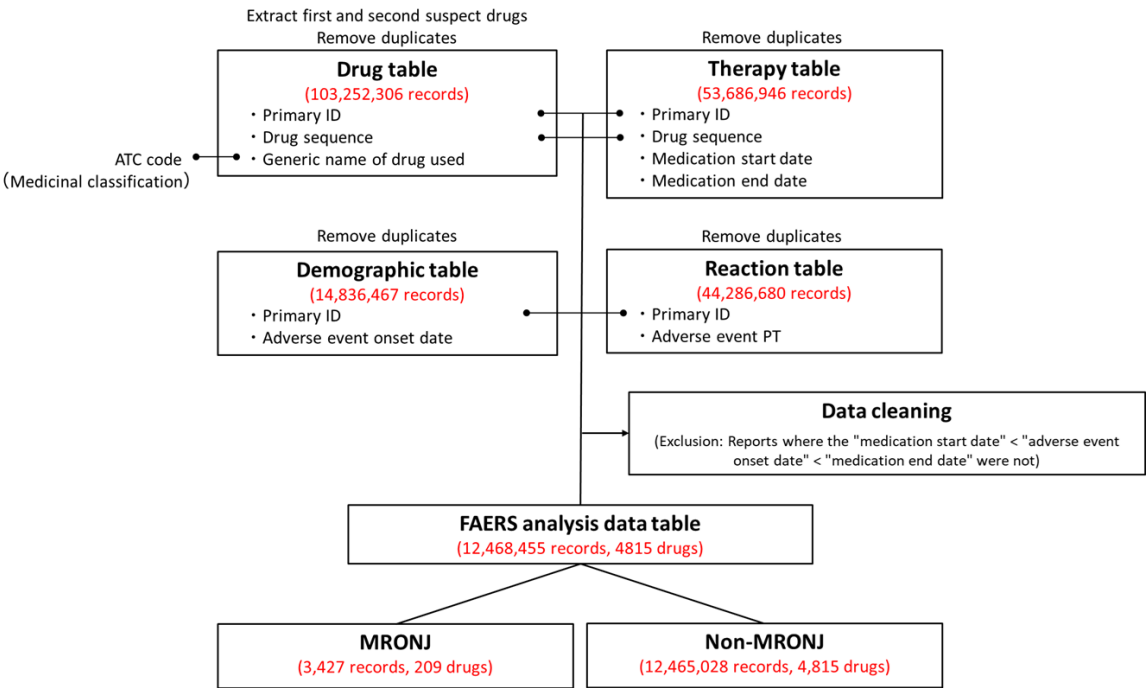 Extract first and second suspect drugs
Remove duplicates
Drug table
(103,252,306 records)
・Primary ID
・Drug sequence
・Generic name of drug used
ATC code
(Medicinal classification)
Remove duplicates
Therapy table
(53,686,946 records)
・Primary ID
・Drug sequence
・Medication start date
・Medication end date
Remove duplicates
Demographic table
(14,836,467 records)
・Primary ID
・Adverse event onset date
Remove duplicates
Reaction table
(44,286,680 records)
・Primary ID
・Adverse event PT
Data cleaning
(Exclusion: Reports where the "medication start date" < "adverse event
onset date" < "medication end date" were not)
FAERS analysis data table
(12,468,455 records, 4815 drugs)
MRONJ
(3,427 records, 209 drugs)
Non-MRONJ
(12,465,028 records, 4,815 drugs)